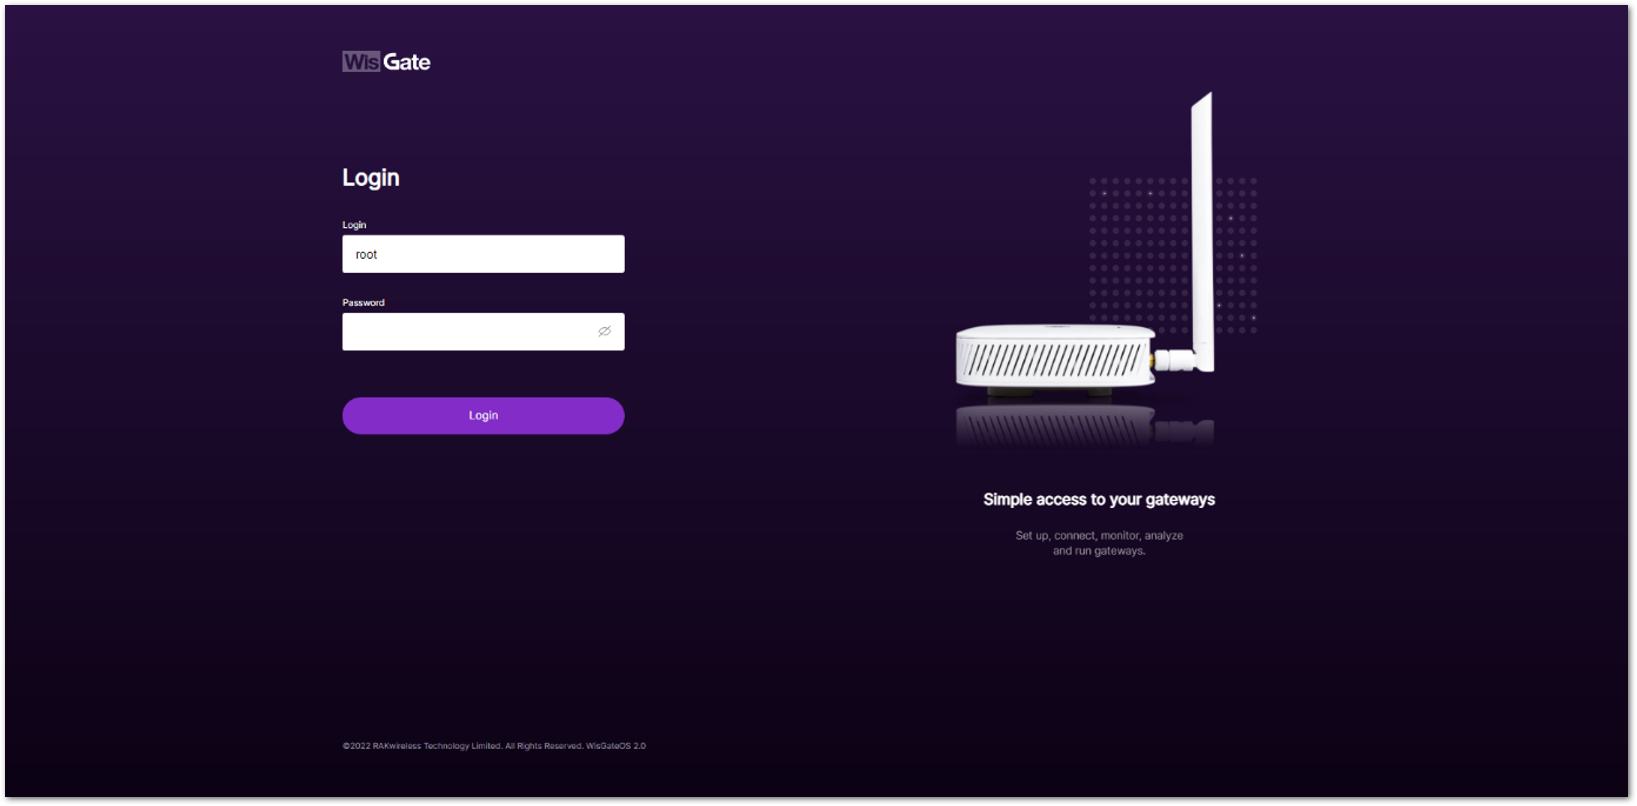 WisGate
Login
Login
root
Password
Login
Simple access to your gateways
Set up, connect, monitor, analyze
and run gateways.
©2022 RAKwireless Technology Limited. All Rights Reserved. WisGateOS 2.0